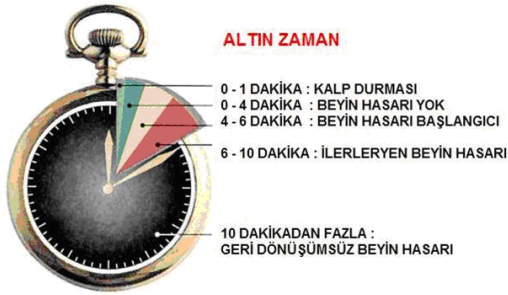 ALTIN ZAMAN
0 - 1 DAKİKA : KALP DURMASI
0 - 4 DAKİKA : BEYİN HASARI YOK
4 - 6 DAKİKA : BEYİN HASARI BAŞLANGICI
6 - 10 DAKİKA : İLERLERYEN BEYİN HASARI
10 DAKİKADAN FAZLA :
GERİ DÖNÜŞÜMSÜZ BEYİN HASARI